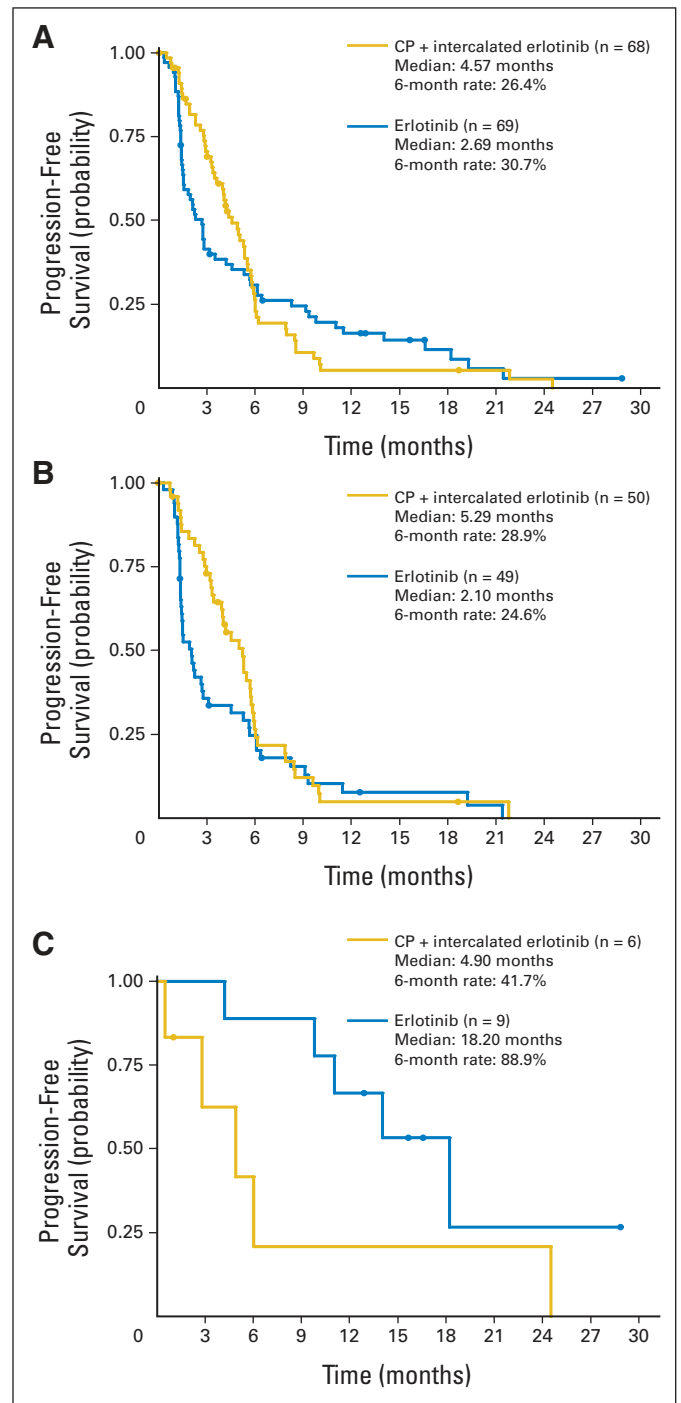 A
CP + intercalated erlotinib (n = 68)
Median: 4.57 months
6-month rate: 26.4%
Erlotinib (n = 69)
Median: 2.69 months
6-month rate: 30.7%
Progression-Free
Survival (probability)
1.00
0.75
0.50
0.25
0 3 6 9 12 15 18 21 24 27 30
Time (months)
B
CP + intercalated erlotinib (n = 50)
Median: 5.29 months
6-month rate: 28.9%
Erlotinib (n = 49)
Median: 2.10 months
6-month rate: 24.6%
Progression-Free
Survival (probability)
1.00
0.75
0.50
0.25
0 3 6 9 12 15 18 21 24 27 30
Time (months)
C
CP + intercalated erlotinib (n = 6)
Median: 4.90 months
6-month rate: 41.7%
Erlotinib (n = 9)
Median: 18.20 months
6-month rate: 88.9%
Progression-Free
Survival (probability)
1.00
0.75
0.50
0.25
0 3 6 9 12 15 18 21 24 27 30
Time (months)